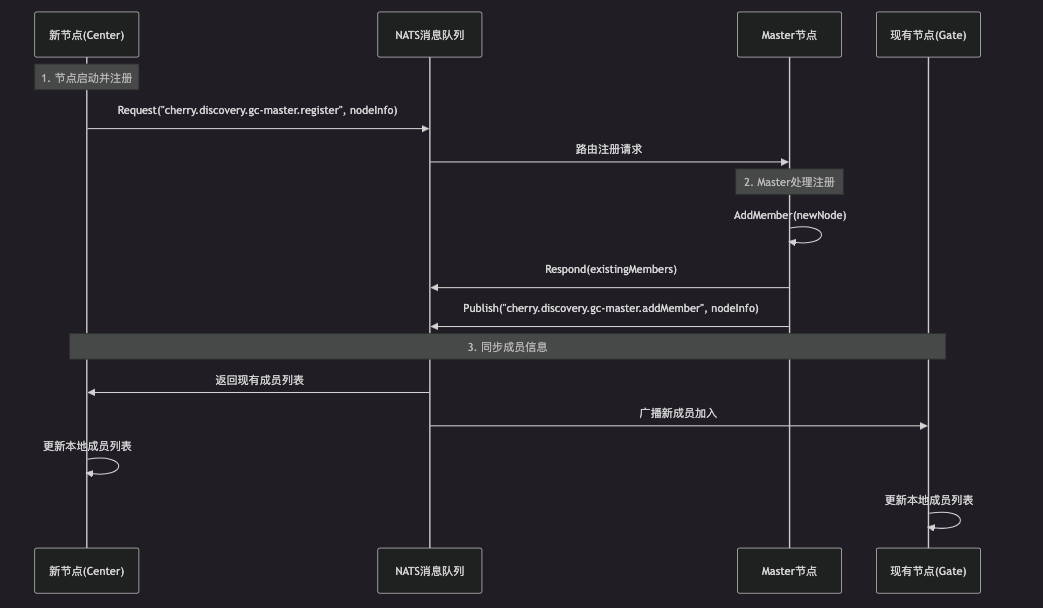 新节点(Center)
NATS消息队列
Master节点
现有节点(Gate)
1. 节点启动并注册
Request("cherry.discovery.gc-master.register", nodeInfo)
路由注册请求
2. Master处理注册
AddMember(newNode)
Respond(existingMembers)
Publish("cherry.discovery.gc-master.addMember", nodeInfo)
3. 同步成员信息
返回现有成员列表
广播新成员加入
更新本地成员列表
更新本地成员列表
新节点(Center)
NATS消息队列
Master节点
现有节点(Gate)